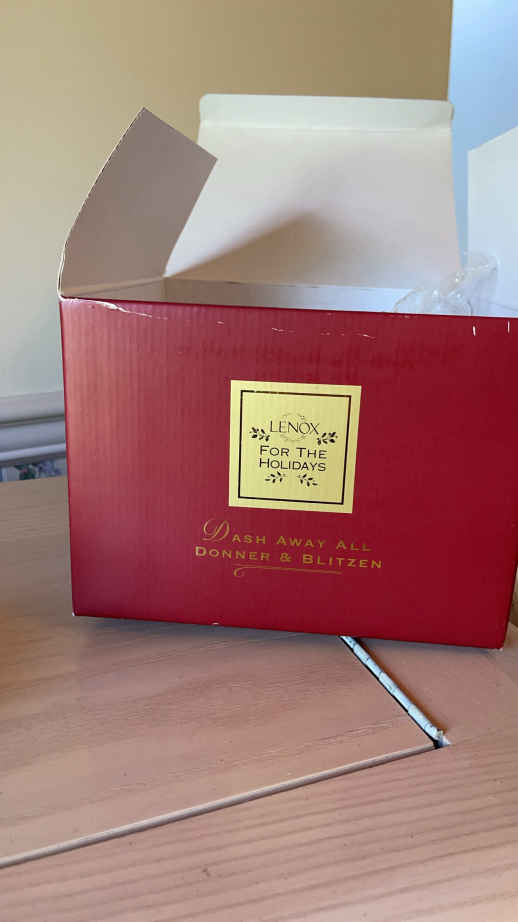 LENOX
FOR THE
HOLIDAYS
DASH AWAY ALL
DONNER & BLITZEN